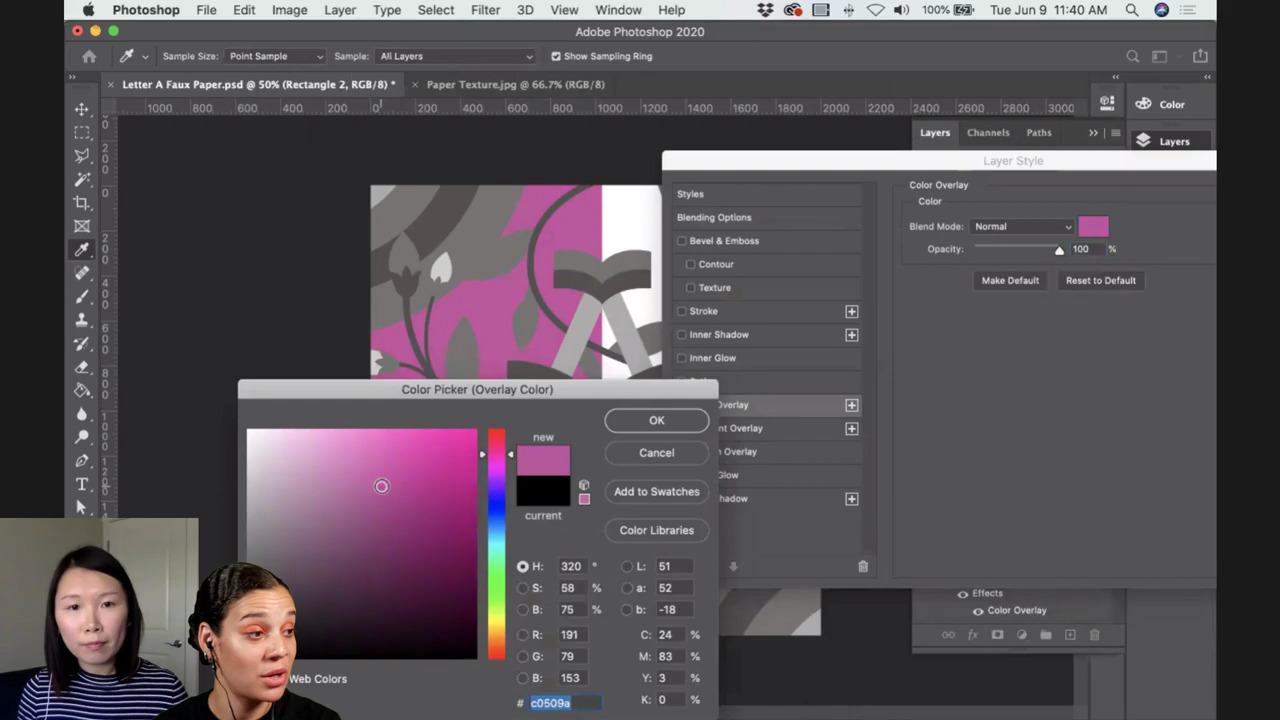 Photoshop File Edit Image Layer Type Select Filter 3D View Window Help 100% Tue Jun 9 11:40 AM
Adobe Photoshop 2020
Sample Size: Point Sample Sample: All Layers Show Sampling Ring
Letter A Faux Paper.psd @ 50% (Rectangle 2, RGB/8) * Paper Texture.jpg @ 66.7% (RGB/8)
1000 800 600 400 200 0 200 400 600 800 1000 1200 1400 1600 1800 2000 2200 2400 2600 2800 3000
Color
Layers Channels Paths
Layers
Layer Style
Styles
Blending Options
Bevel & Emboss
Contour
Texture
Stroke
Inner Shadow
Inner Glow
Overlay
nt Overlay
n Overlay
Glow
hadow
Color Overlay
Color
Blend Mode: Normal
Opacity: 100 %
Make Default Reset to Default
Color Picker (Overlay Color)
new
current
OK
Cancel
Add to Swatches
Color Libraries
H: 320 °
S: 58 %
B: 75 %
R: 191
G: 79
B: 153
# c0509a
L: 51
a: 52
b: -18
C: 24 %
M: 83 %
Y: 3 %
K: 0 %
Web Colors
Effects
Color Overlay
fx